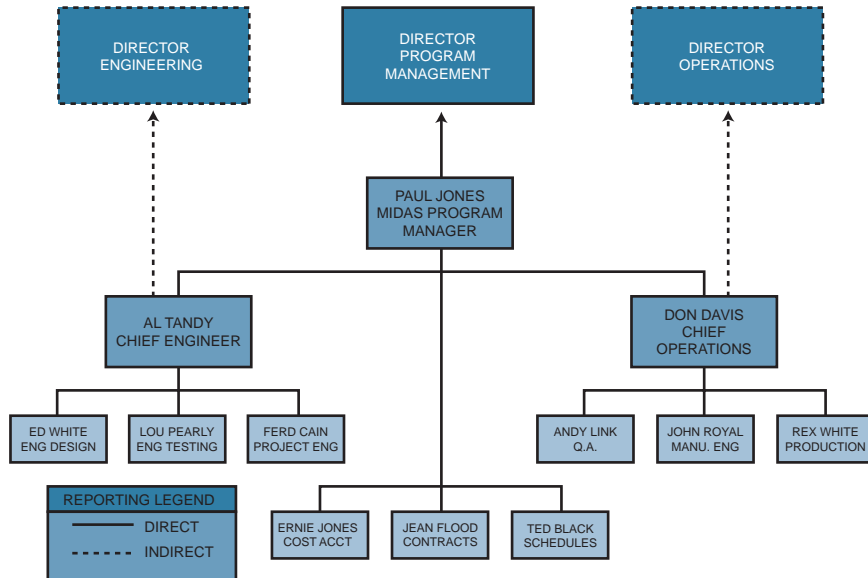 DIRECTOR
ENGINEERING
DIRECTOR
PROGRAM
MANAGEMENT
DIRECTOR
OPERATIONS
PAUL JONES
MIDAS PROGRAM
MANAGER
AL TANDY
CHIEF ENGINEER
DON DAVIS
CHIEF
OPERATIONS
ED WHITE
ENG DESIGN
LOU PEARLY
ENG TESTING
FERD CAIN
PROJECT ENG
ANDY LINK
Q.A.
JOHN ROYAL
MANU. ENG
REX WHITE
PRODUCTION
REPORTING LEGEND
DIRECT
INDIRECT
ERNIE JONES
COST ACCT
JEAN FLOOD
CONTRACTS
TED BLACK
SCHEDULES